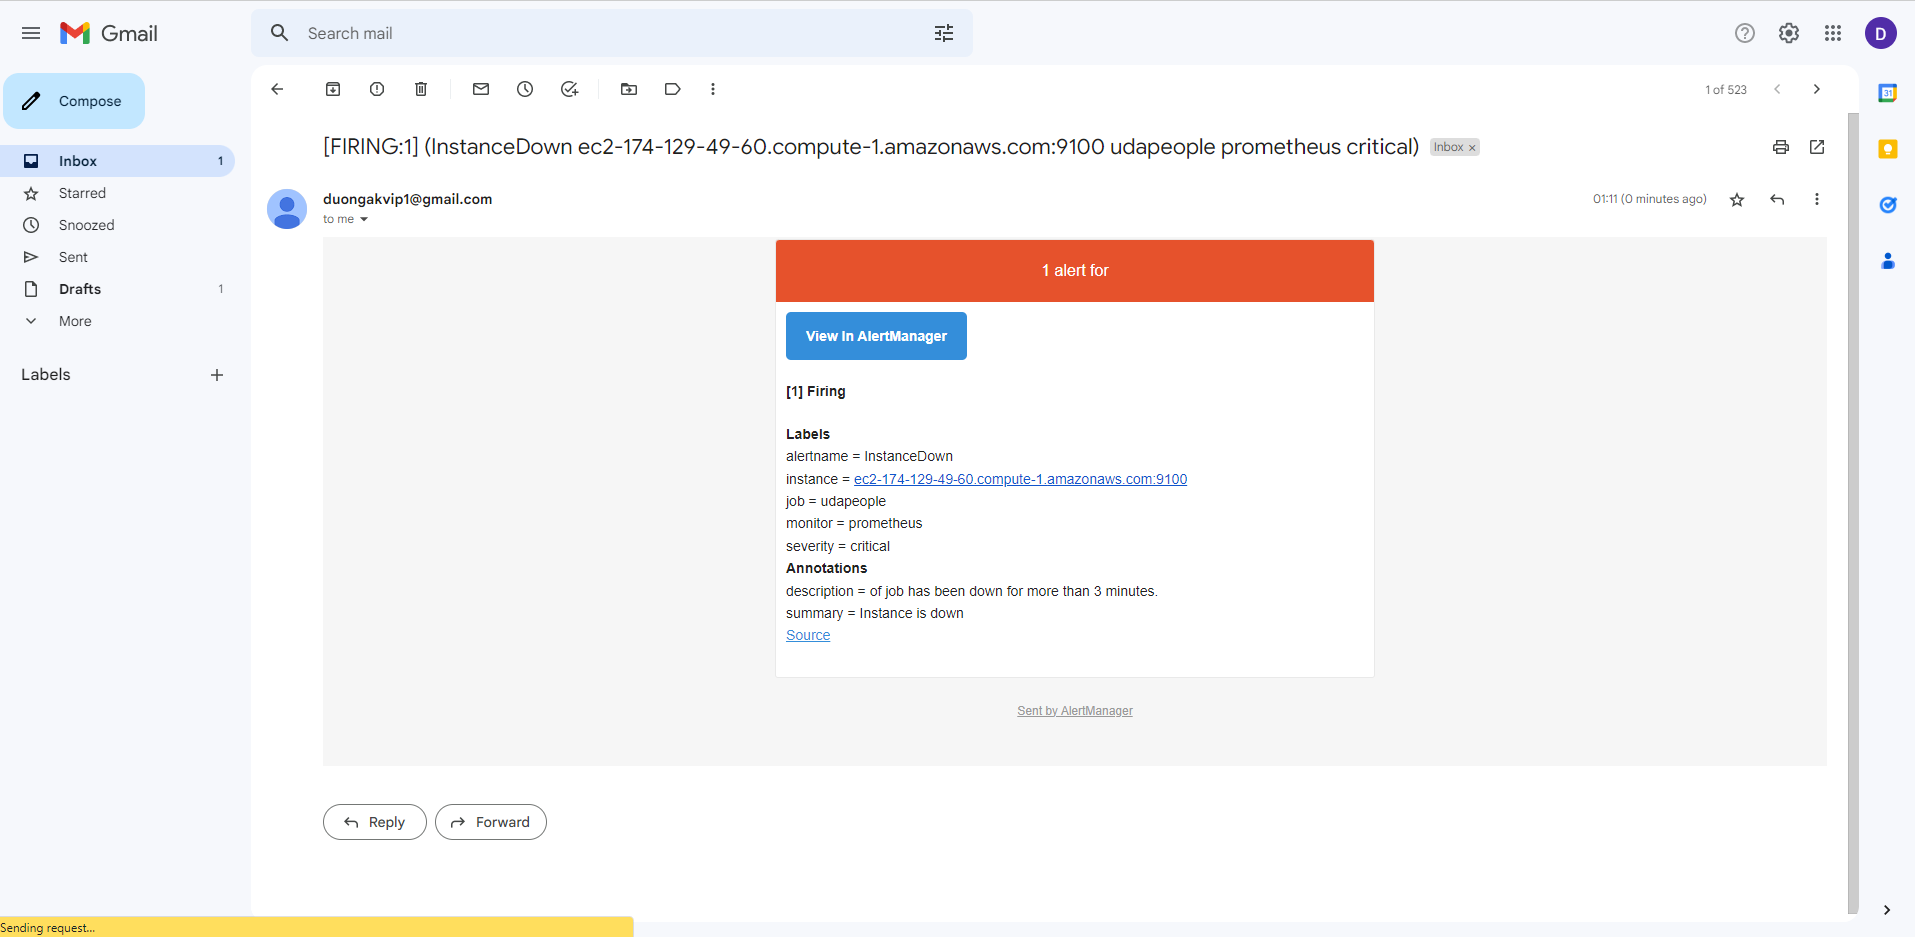 Gmail
Search mail
D
Compose
1 of 523
31
[FIRING:1] (InstanceDown ec2-174-129-49-60.compute-1.amazonaws.com:9100 udapeople prometheus critical)
Inbox ×
Inbox 1
Starred
Snoozed
Sent
Drafts 1
More
Labels
duongakvip1@gmail.com
01:11 (0 minutes ago)
to me
1 alert for
View In AlertManager
[1] Firing
Labels
alertname = InstanceDown
instance = ec2-174-129-49-60.compute-1.amazonaws.com:9100
job = udapeople
monitor = prometheus
severity = critical
Annotations
description = of job has been down for more than 3 minutes.
summary = Instance is down
Source
Sent by AlertManager
Reply
Forward
Sending request...